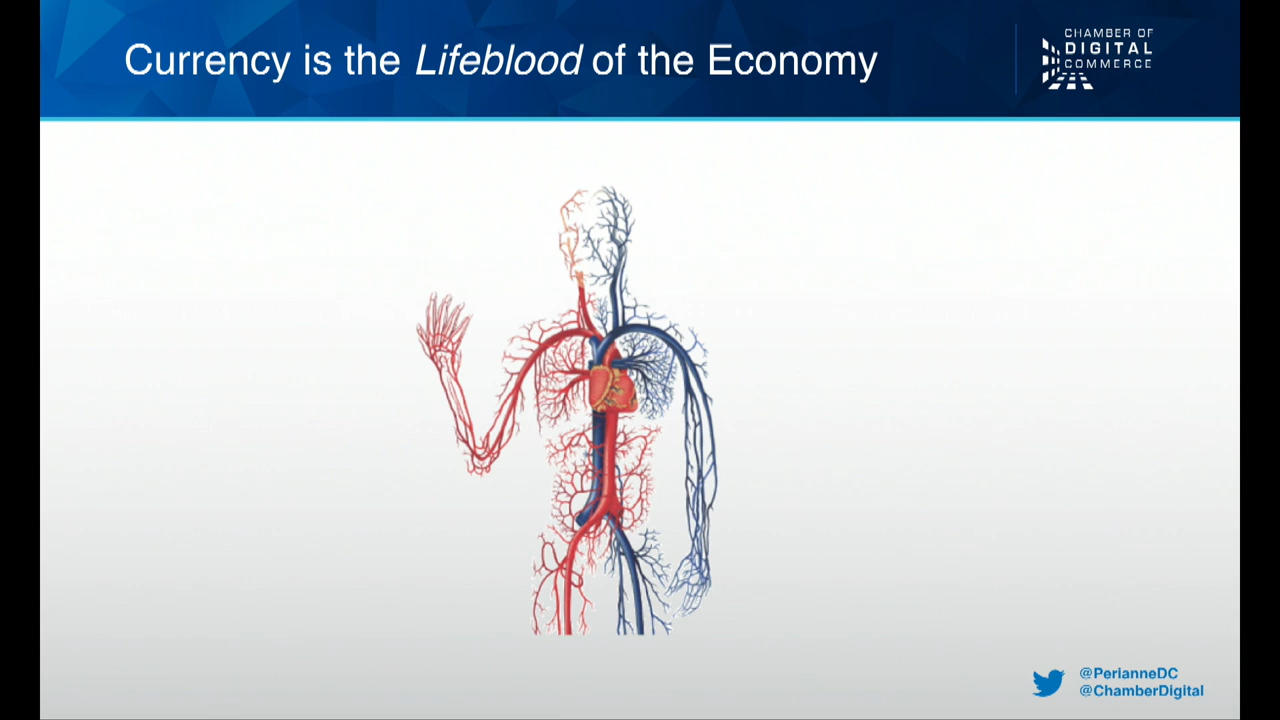 Currency is the Lifeblood of the Economy
CHAMBER OF
DIGITAL
COMMERCE
@PerianneDC
@ChamberDigital